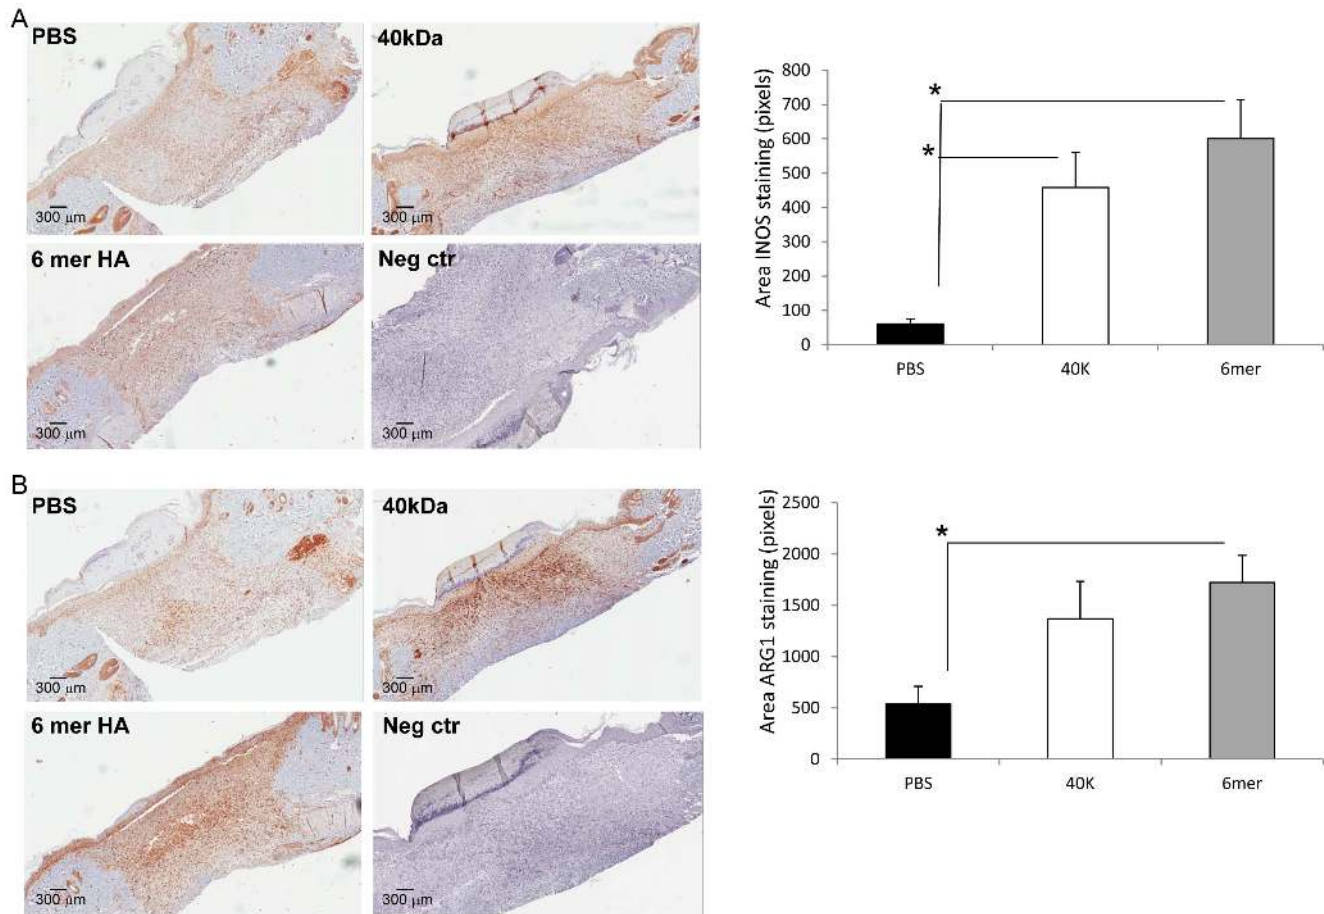 A
PBS
300 μm
40kDa
300 μm
6 mer HA
300 μm
Neg ctr
300 μm
Area INOS staining (pixels)
800
700
600
500
400
300
200
100
0
*
*
PBS
40K
6mer
B
PBS
300 μm
40kDa
300 μm
6 mer HA
300 μm
Neg ctr
300 μm
Area ARG1 staining (pixels)
2500
2000
1500
1000
500
0
*
PBS
40K
6mer